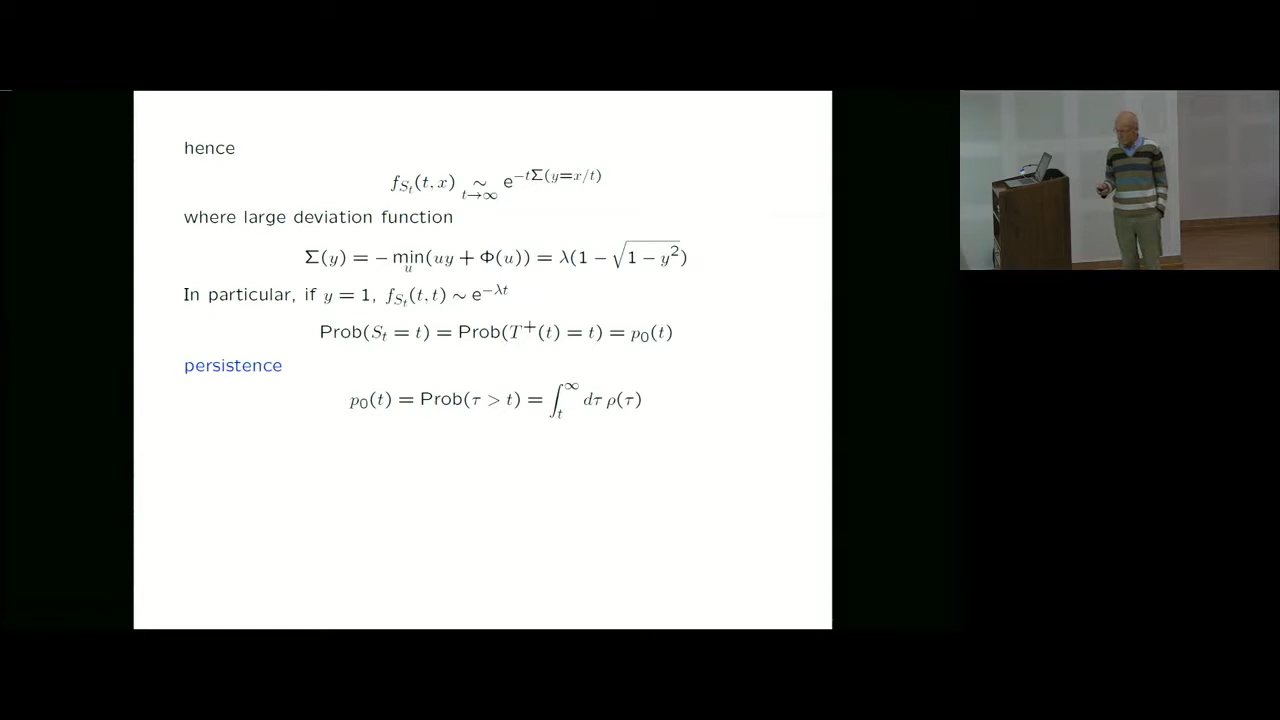 hence
f_{S_t}(t, x) ∼_{t→∞} e^{−tΣ(y=x/t)}
where large deviation function
Σ(y) = − min_u (uy + Φ(u)) = λ(1 − √(1 − y²))
In particular, if y = 1, f_{S_t}(t, t) ∼ e^{−λt}
Prob(S_t = t) = Prob(T⁺(t) = t) = p₀(t)
persistence
p₀(t) = Prob(τ > t) = ∫_t^∞ dτ ρ(τ)